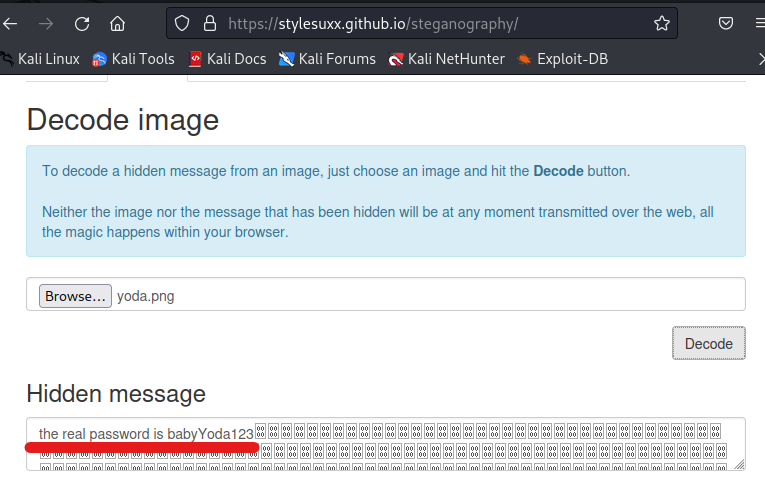 https://stylesuxx.github.io/steganography/
Kali Linux Kali Tools Kali Docs Kali Forums Kali NetHunter Exploit-DB
Decode image
To decode a hidden message from an image, just choose an image and hit the Decode button.
Neither the image nor the message that has been hidden will be at any moment transmitted over the web, all
the magic happens within your browser.
Browse... yoda.png
Decode
Hidden message
the real password is babyYoda123